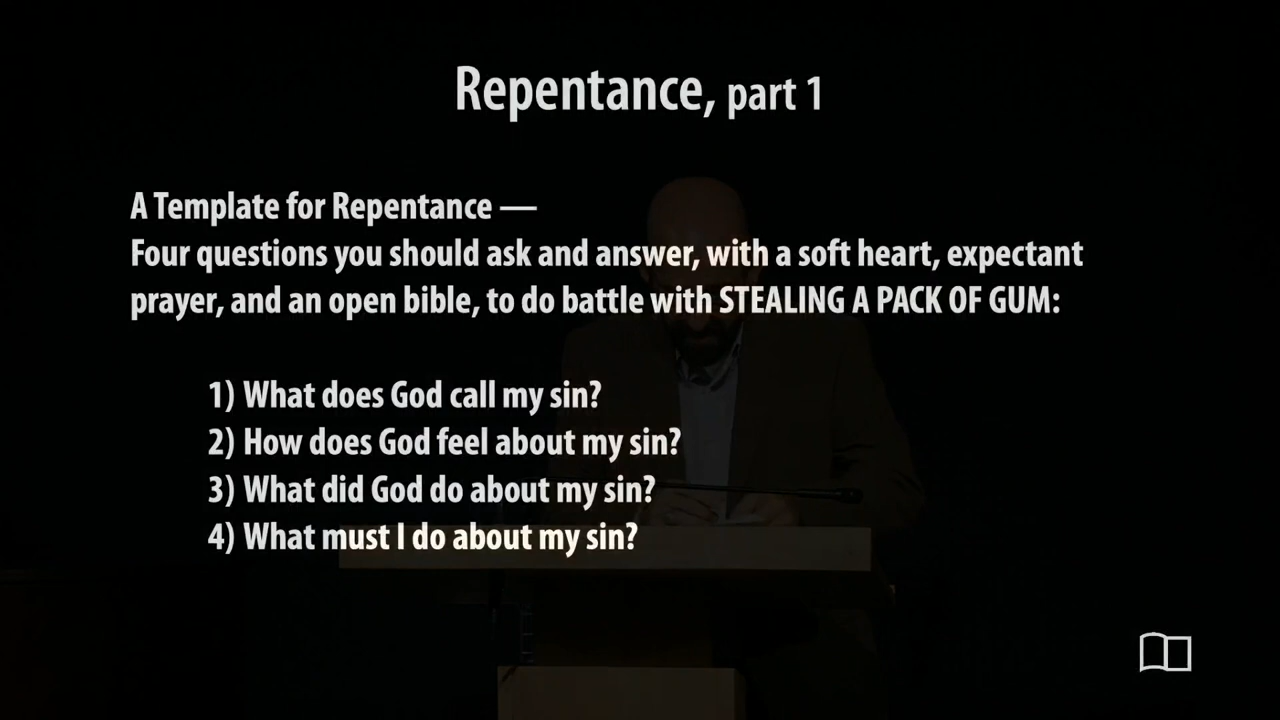 Repentance, part 1
A Template for Repentance —
Four questions you should ask and answer, with a soft heart, expectant
prayer, and an open bible, to do battle with STEALING A PACK OF GUM:
1) What does God call my sin?
2) How does God feel about my sin?
3) What did God do about my sin?
4) What must I do about my sin?